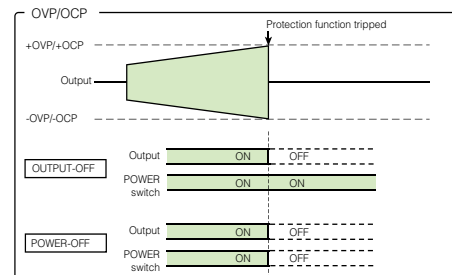 OVP/OCP
Protection function tripped
+OVP/+OCP
Output
-OVP/-OCP
OUTPUT-OFF
Output ON OFF
POWER switch ON ON
POWER-OFF
Output ON OFF
POWER switch ON OFF